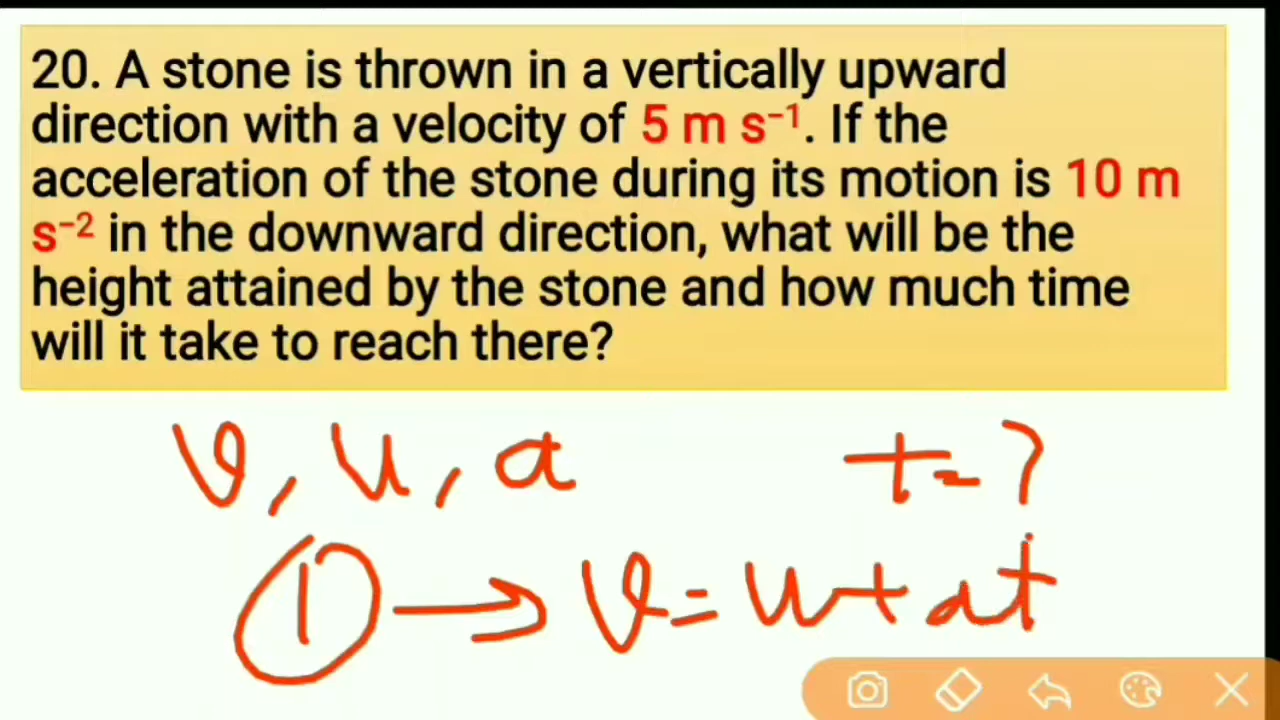 20. A stone is thrown in a vertically upward
direction with a velocity of 5 m s⁻¹. If the
acceleration of the stone during its motion is 10 m
s⁻² in the downward direction, what will be the
height attained by the stone and how much time
will it take to reach there?
v, u, a t=?
1 → v=u+at